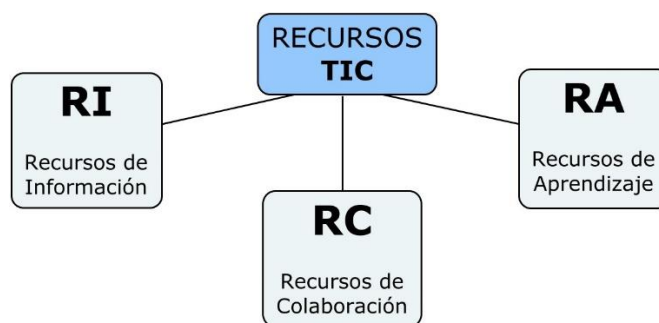 RECURSOS
TIC
RI
Recursos de
Información
RC
Recursos de
Colaboración
RA
Recursos de
Aprendizaje